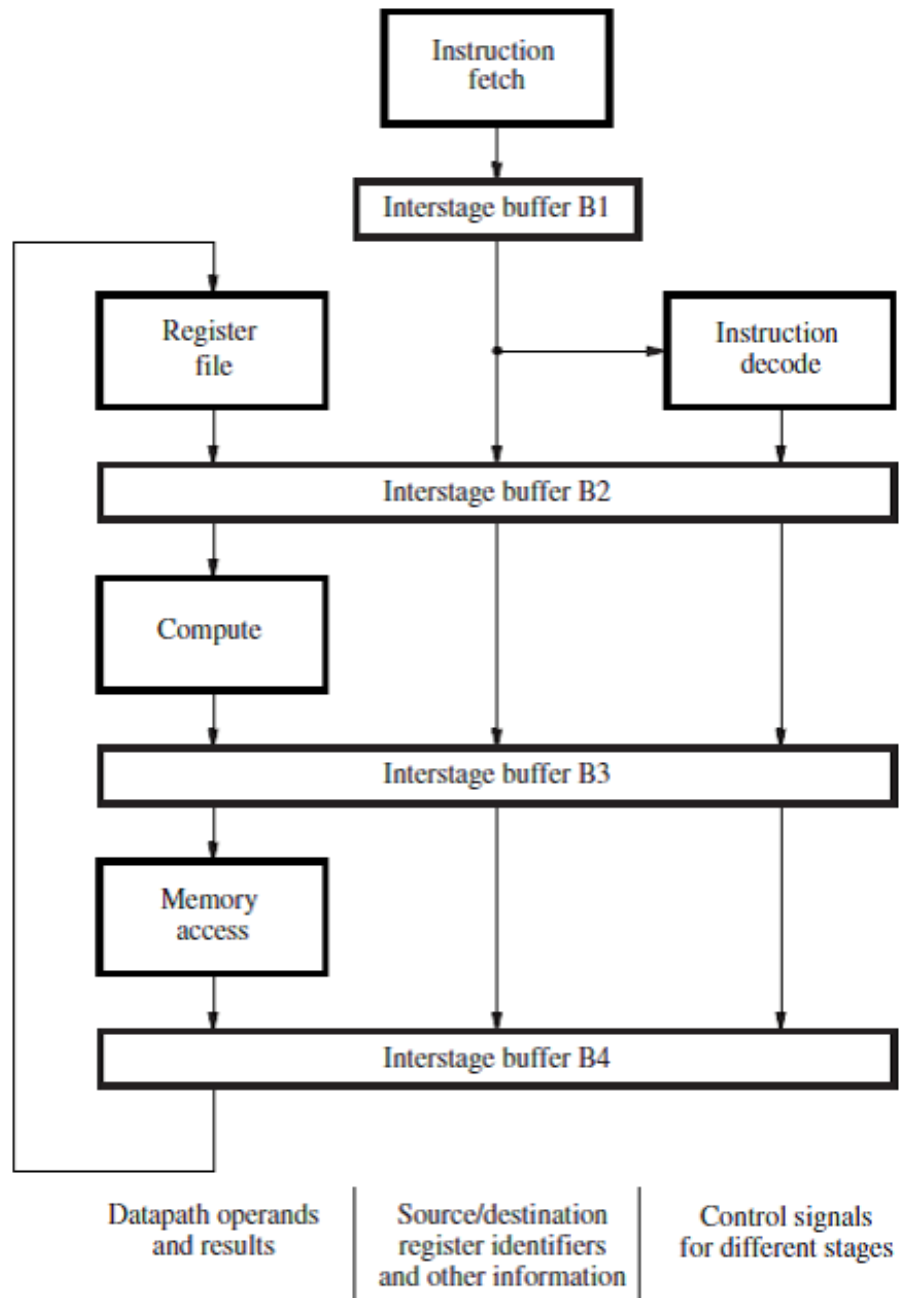 Instruction
fetch
Interstage buffer B1
Register
file
Instruction
decode
Interstage buffer B2
Compute
Interstage buffer B3
Memory
access
Interstage buffer B4
Datapath operands
and results
Source/destination
register identifiers
and other information
Control signals
for different stages